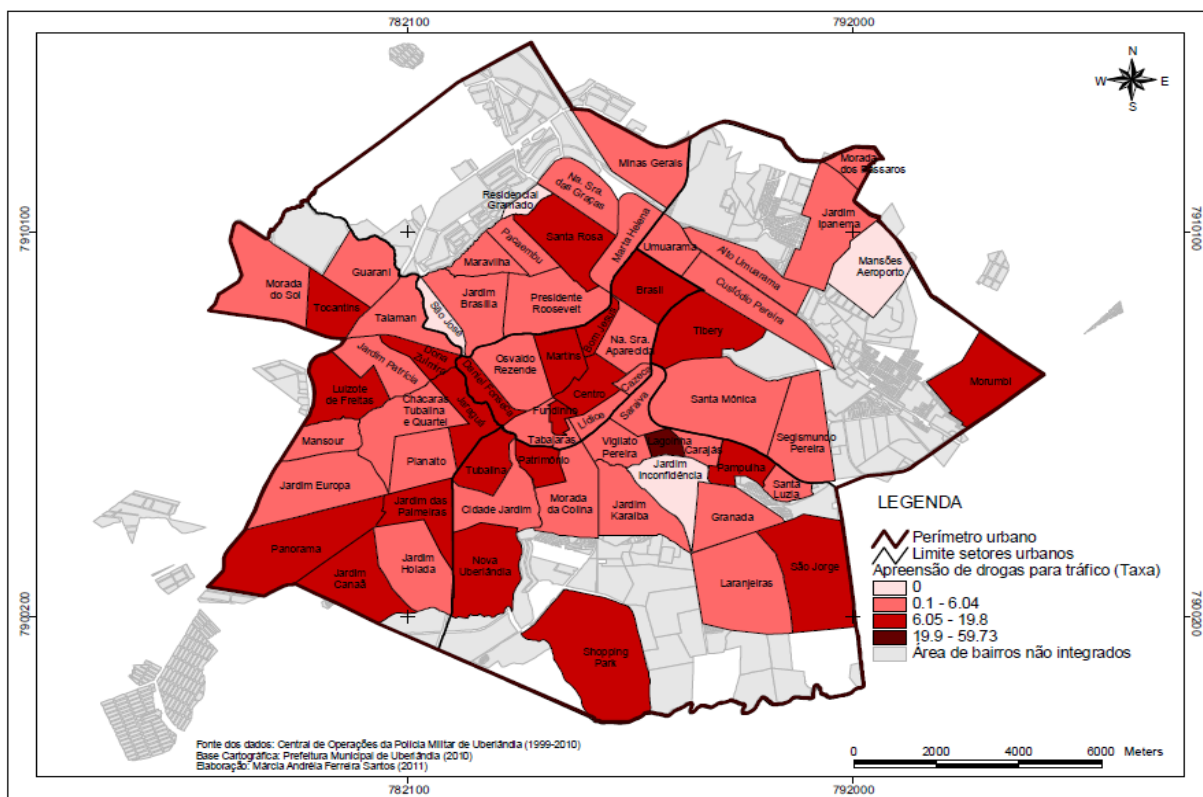 782100
792000
N
W E
S
7910100
7910100
Minas Gerais
Morada
dos Pássaros
Na. Sra.
das Graças
Residencial
Gramado
Jardim
Ipanema
Santa Rosa
Marta Helena
Pacaembu
Umuarama
Alto Umuarama
Mansões
Aeroporto
Maravilha
Guarani
Custódio Pereira
Morada
do Sol
Jardim
Brasília
Presidente
Roosevelt
Brasil
Tocantins
São José
Talaman
Bom Jesus
Tibery
Na. Sra.
Aparecida
Dona
Zulmira
Osvaldo
Rezende
Martins
Jardim Patrícia
Daniel Fonseca
Cazeca
Morumbi
Luizote
de Freitas
Centro
Chácaras
Tubalina
e Quartel
Jaraguá
Saraiva
Santa Mônica
Fundinho
Lídice
Segismundo
Pereira
Mansour
Tabajaras
Vigilato
Pereira
Lagoinha
Carajás
Planalto
Tubalina
Patrimônio
Jardim
Inconfidência
Pampulha
Jardim Europa
Santa
Luzia
Jardim das
Palmeiras
Cidade Jardim
Morada
da Colina
Jardim
Karaíba
Granada
Panorama
Jardim
Holada
Nova
Uberlândia
Jardim
Canaã
Laranjeiras
São Jorge
Shopping
Park
LEGENDA
Perímetro urbano
Limite setores urbanos
Apreensão de drogas para tráfico (Taxa)
0
0.1 - 6.04
6.05 - 19.8
19.9 - 59.73
Área de bairros não integrados
7900200
7900200
Fonte dos dados: Central de Operações da Polícia Militar de Uberlândia (1999-2010)
Base Cartográfica: Prefeitura Municipal de Uberlândia (2010)
Elaboração: Márcia Andréia Ferreira Santos (2011)
0 2000 4000 6000 Meters
782100
792000